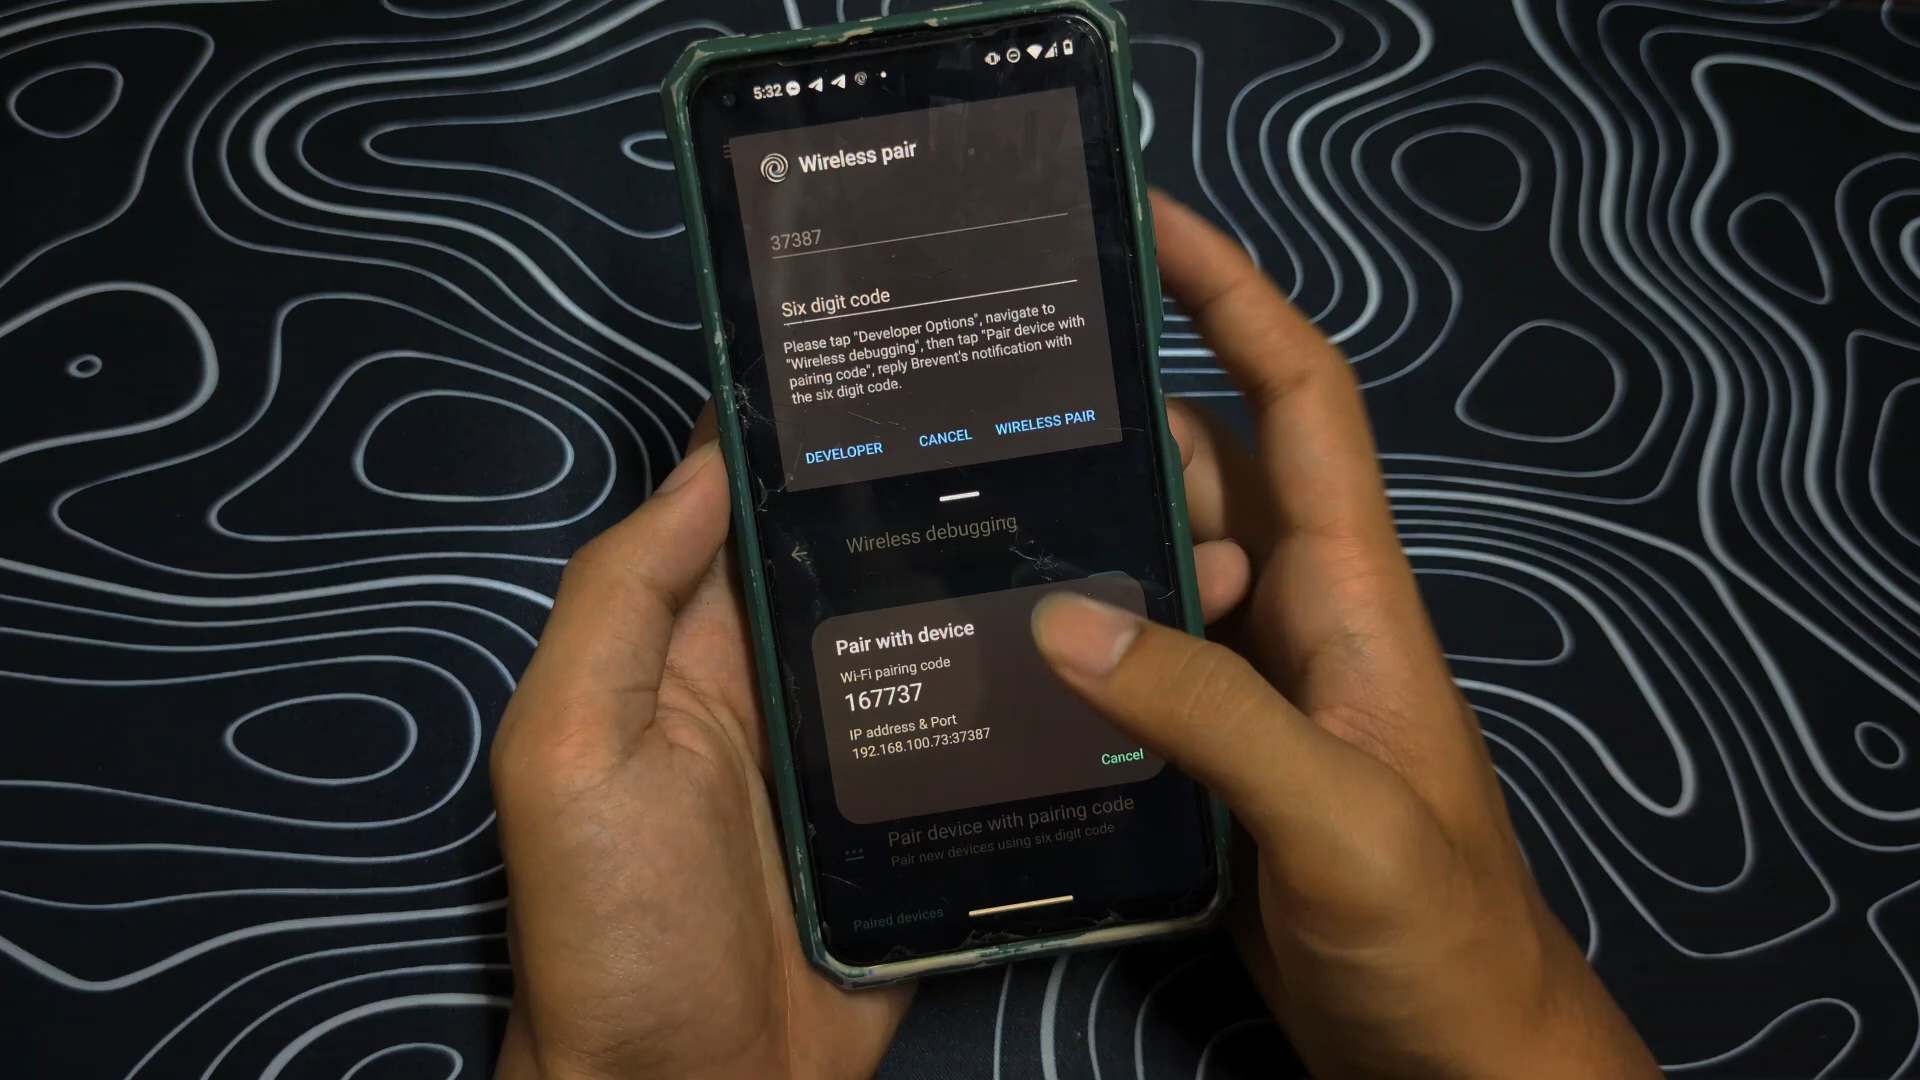 5:32
Wireless pair
37387
Six digit code
Please tap "Developer Options", navigate to
"Wireless debugging", then tap "Pair device with
pairing code", reply Brevent's notification with
the six digit code.
DEVELOPER CANCEL WIRELESS PAIR
Wireless debugging
Pair with device
Wi-Fi pairing code
167737
IP address & Port
192.168.100.73:37387
Cancel
Pair device with pairing code
Pair new devices using six digit code
Paired devices